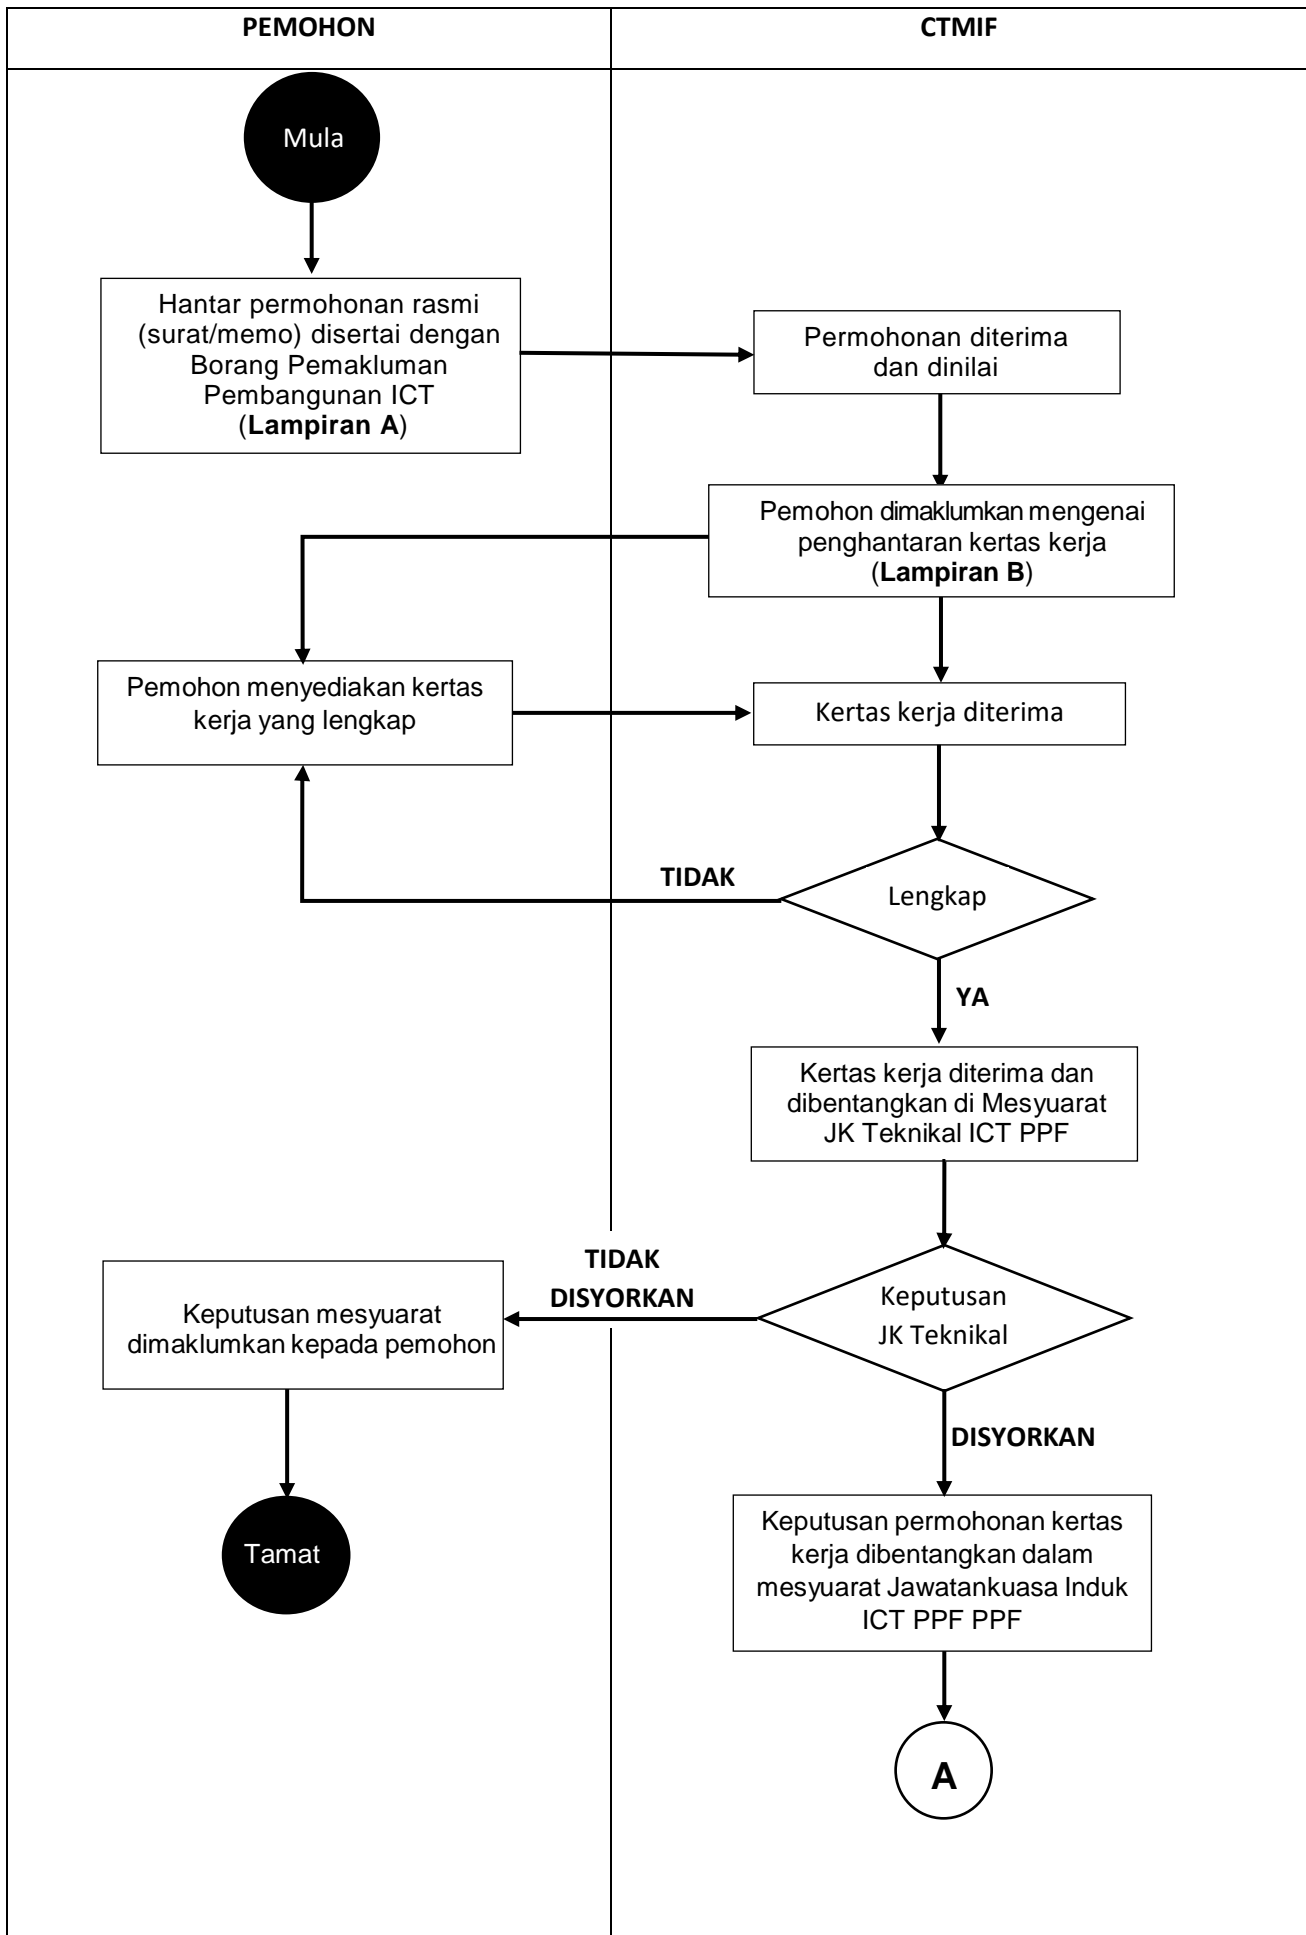 PEMOHON
CTMIF
Mula
Hantar permohonan rasmi
(surat/memo) disertai dengan
Borang Pemakluman
Pembangunan ICT
(Lampiran A)
Permohonan diterima
dan dinilai
Pemohon dimaklumkan mengenai
penghantaran kertas kerja
(Lampiran B)
Pemohon menyediakan kertas
kerja yang lengkap
Kertas kerja diterima
TIDAK
Lengkap
YA
Kertas kerja diterima dan
dibentangkan di Mesyuarat
JK Teknikal ICT PPF
TIDAK
DISYORKAN
Keputusan
JK Teknikal
Keputusan mesyuarat
dimaklumkan kepada pemohon
DISYORKAN
Tamat
Keputusan permohonan kertas
kerja dibentangkan dalam
mesyuarat Jawatankuasa Induk
ICT PPF PPF
A